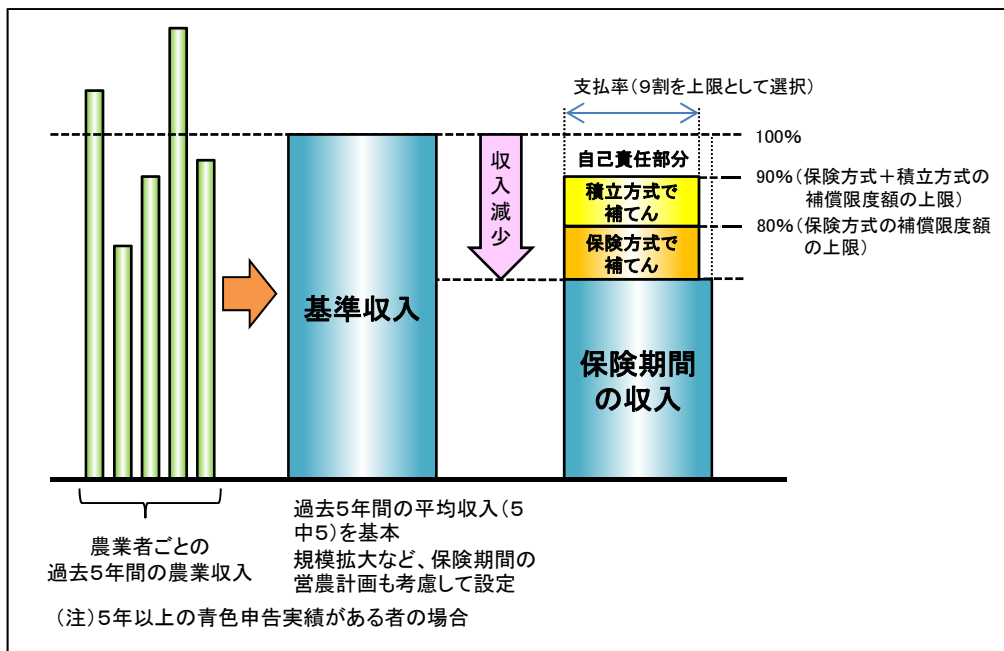 支払率(9割を上限として選択)
100%
自己責任部分
90%(保険方式+積立方式の
補償限度額の上限)
積立方式で
補てん
80%(保険方式の補償限度額
の上限)
保険方式で
補てん
収入減少
基準収入
保険期間
の収入
農業者ごとの
過去5年間の農業収入
過去5年間の平均収入(5
中5)を基本
規模拡大など、保険期間の
営農計画も考慮して設定
(注)5年以上の青色申告実績がある者の場合